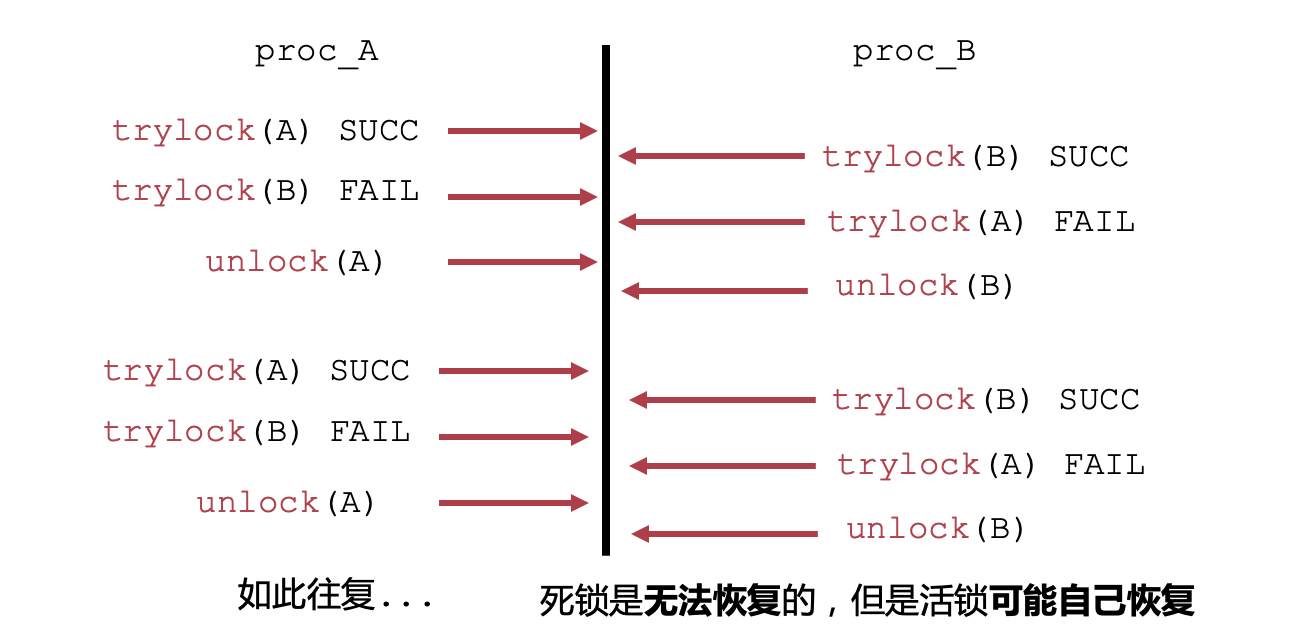 proc_A
proc_B
trylock(A) SUCC
trylock(B) SUCC
trylock(B) FAIL
trylock(A) FAIL
unlock(A)
unlock(B)
trylock(A) SUCC
trylock(B) SUCC
trylock(B) FAIL
trylock(A) FAIL
unlock(A)
unlock(B)
如此往复...
死锁是无法恢复的，但是活锁可能自己恢复